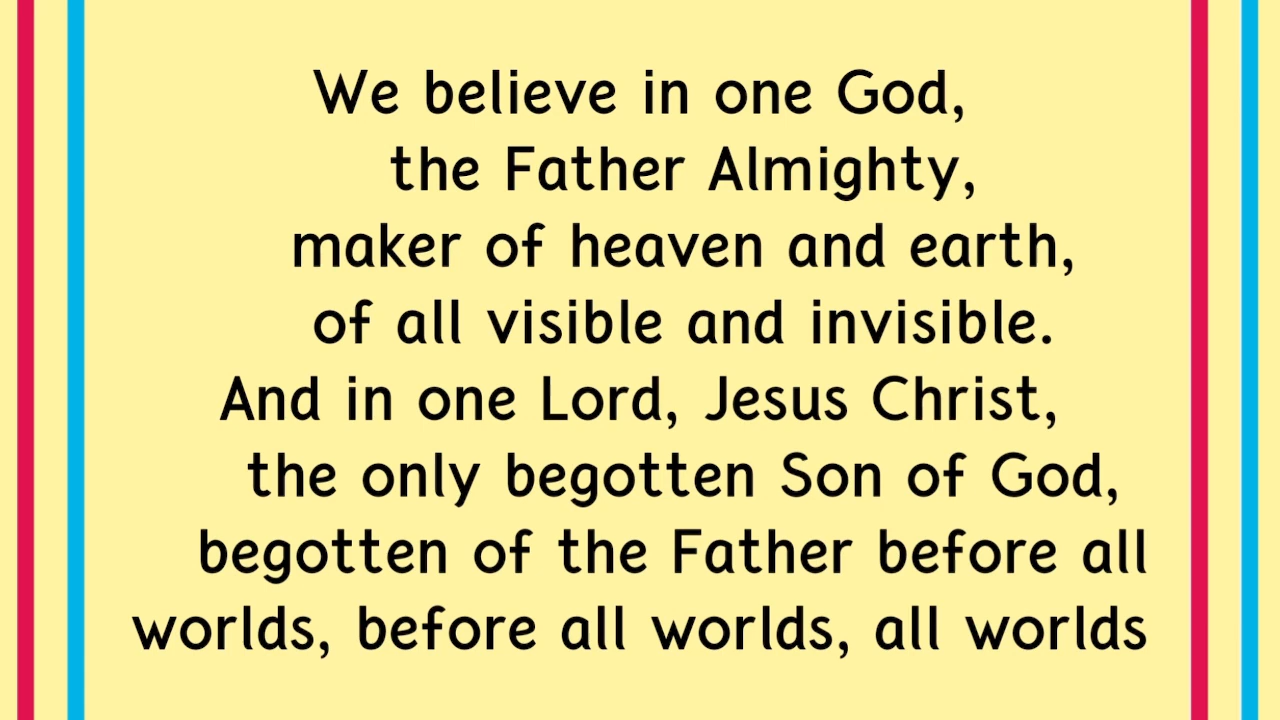 We believe in one God,
the Father Almighty,
maker of heaven and earth,
of all visible and invisible.
And in one Lord, Jesus Christ,
the only begotten Son of God,
begotten of the Father before all
worlds, before all worlds, all worlds